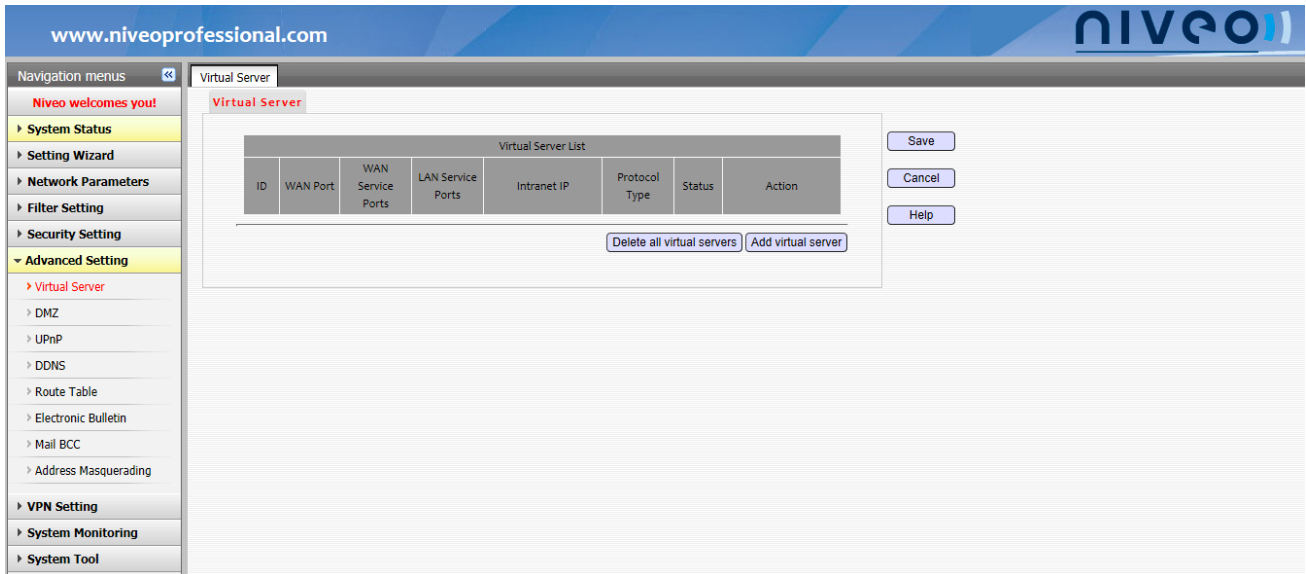 www.niveoprofessional.com
niveo
Navigation menus
Niveo welcomes you!
System Status
Setting Wizard
Network Parameters
Filter Setting
Security Setting
Advanced Setting
Virtual Server
DMZ
UPnP
DDNS
Route Table
Electronic Bulletin
Mail BCC
Address Masquerading
VPN Setting
System Monitoring
System Tool
Virtual Server
Virtual Server
Virtual Server List
ID WAN Port WAN Service Ports LAN Service Ports Intranet IP Protocol Type Status Action
Delete all virtual servers Add virtual server
Save
Cancel
Help